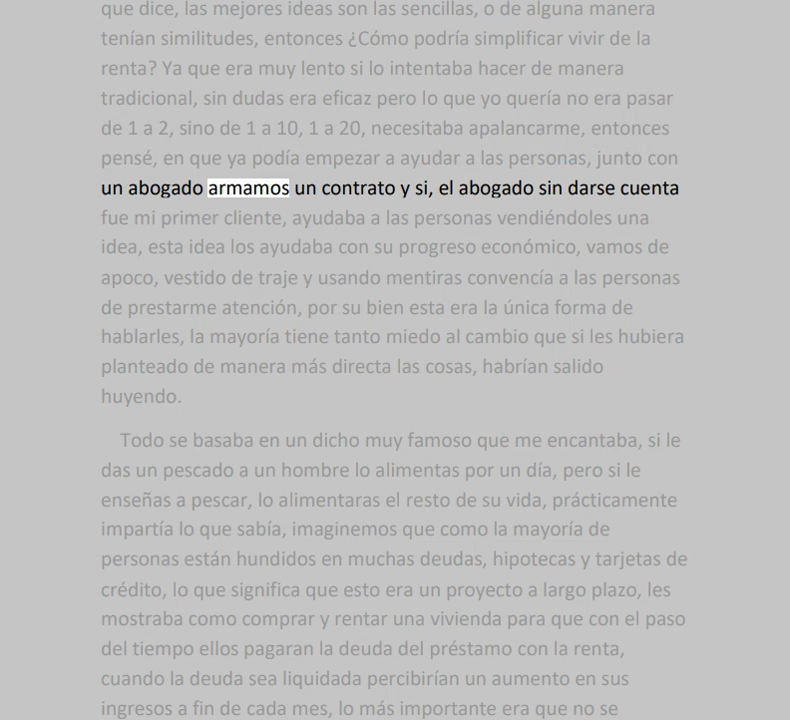 que dice, las mejores ideas son las sencillas, o de alguna manera
tenían similitudes, entonces ¿Cómo podría simplificar vivir de la
renta? Ya que era muy lento si lo intentaba hacer de manera
tradicional, sin dudas era eficaz pero lo que yo quería no era pasar
de 1 a 2, sino de 1 a 10, 1 a 20, necesitaba apalancarme, entonces
pensé, en que ya podía empezar a ayudar a las personas, junto con
un abogado armamos un contrato y si, el abogado sin darse cuenta
fue mi primer cliente, ayudaba a las personas vendiéndoles una
idea, esta idea los ayudaba con su progreso económico, vamos de
apoco, vestido de traje y usando mentiras convencía a las personas
de prestarme atención, por su bien esta era la única forma de
hablarles, la mayoría tiene tanto miedo al cambio que si les hubiera
planteado de manera más directa las cosas, habrían salido
huyendo.
Todo se basaba en un dicho muy famoso que me encantaba, si le
das un pescado a un hombre lo alimentas por un día, pero si le
enseñas a pescar, lo alimentaras el resto de su vida, prácticamente
impartía lo que sabía, imaginemos que como la mayoría de
personas están hundidos en muchas deudas, hipotecas y tarjetas de
crédito, lo que significa que esto era un proyecto a largo plazo, les
mostraba como comprar y rentar una vivienda para que con el paso
del tiempo ellos pagaran la deuda del préstamo con la renta,
cuando la deuda sea liquidada percibirían un aumento en sus
ingresos a fin de cada mes, lo más importante era que no se